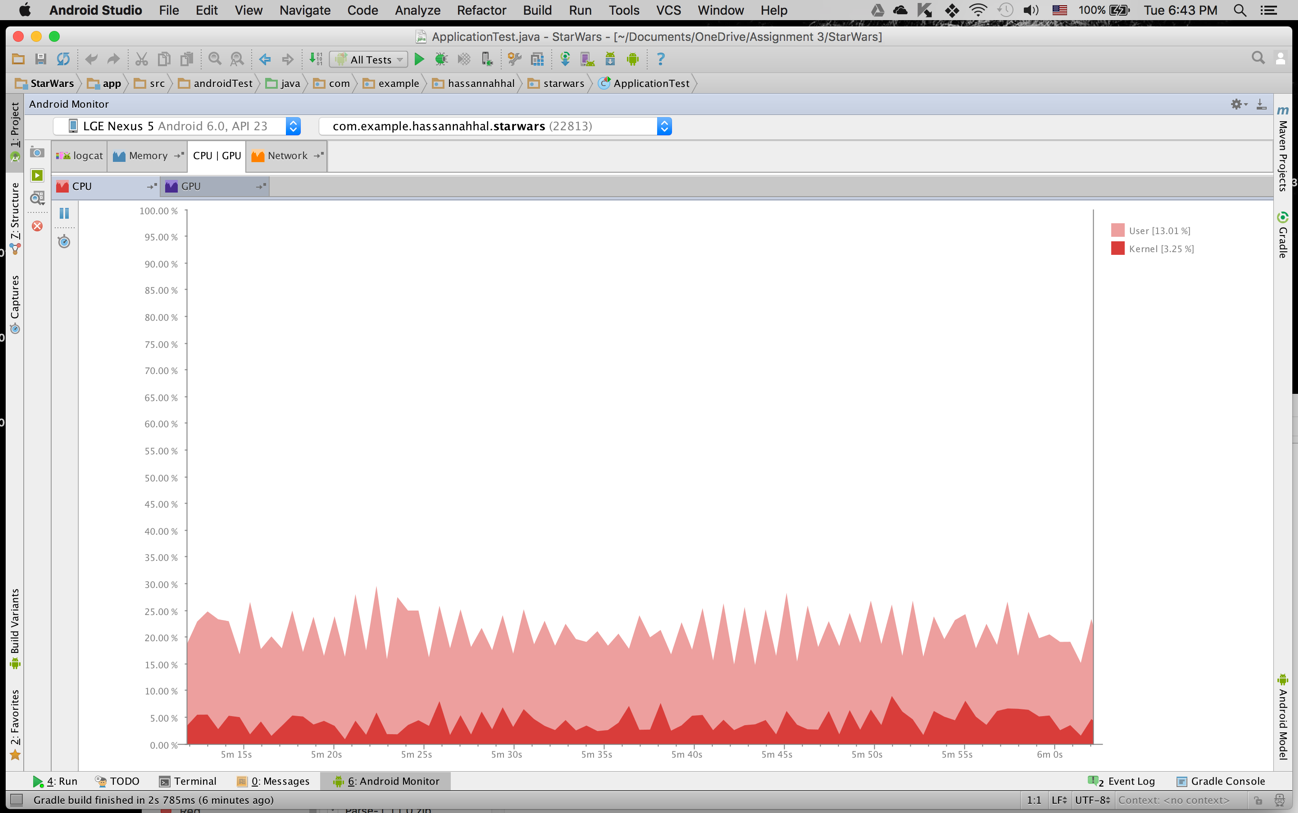 Android Studio File Edit View Navigate Code Analyze Refactor Build Run Tools VCS Window Help 100% Tue 6:43 PM
ApplicationTest.java - StarWars - [~/Documents/OneDrive/Assignment 3/StarWars]
All Tests ?
StarWars app src androidTest java com example hassannahhal starwars ApplicationTest
Android Monitor
LGE Nexus 5 Android 6.0, API 23 com.example.hassannahhal.starwars (22813)
logcat Memory CPU | GPU Network
CPU GPU
100.00 %
95.00 %
90.00 %
85.00 %
80.00 %
75.00 %
70.00 %
65.00 %
60.00 %
55.00 %
50.00 %
45.00 %
40.00 %
35.00 %
30.00 %
25.00 %
20.00 %
15.00 %
10.00 %
5.00 %
0.00 %
5m 15s 5m 20s 5m 25s 5m 30s 5m 35s 5m 40s 5m 45s 5m 50s 5m 55s 6m 0s
User [13.01 %]
Kernel [3.25 %]
1: Project
Z: Structure
Captures
Build Variants
2: Favorites
m
Maven Projects
Gradle
Android Model
4: Run TODO Terminal 0: Messages 6: Android Monitor 2 Event Log Gradle Console
Gradle build finished in 2s 785ms (6 minutes ago) 1:1 LF UTF-8 Context: <no context>